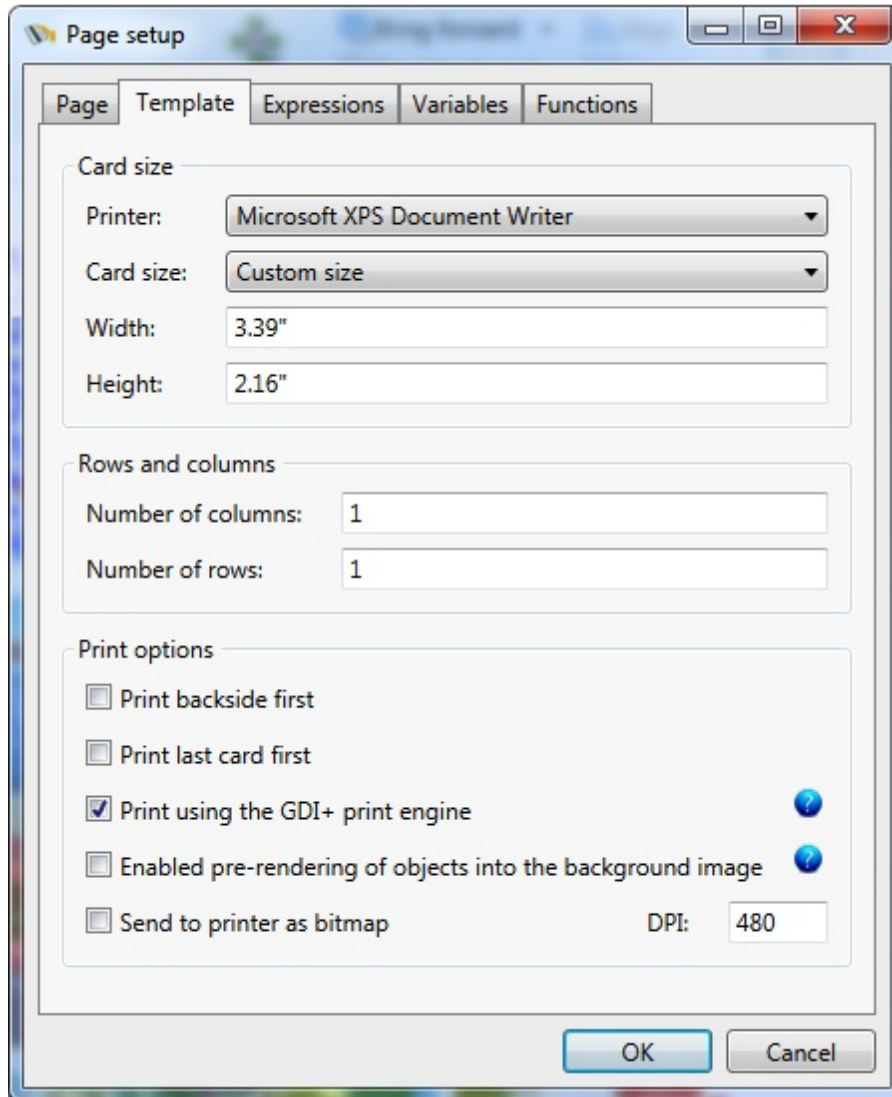 Page setup
Bring forward
Page Template Expressions Variables Functions
Card size
Printer: Microsoft XPS Document Writer
Card size: Custom size
Width: 3.39"
Height: 2.16"
Rows and columns
Number of columns: 1
Number of rows: 1
Print options
Print backside first
Print last card first
Print using the GDI+ print engine
Enabled pre-rendering of objects into the background image
Send to printer as bitmap DPI: 480
OK Cancel